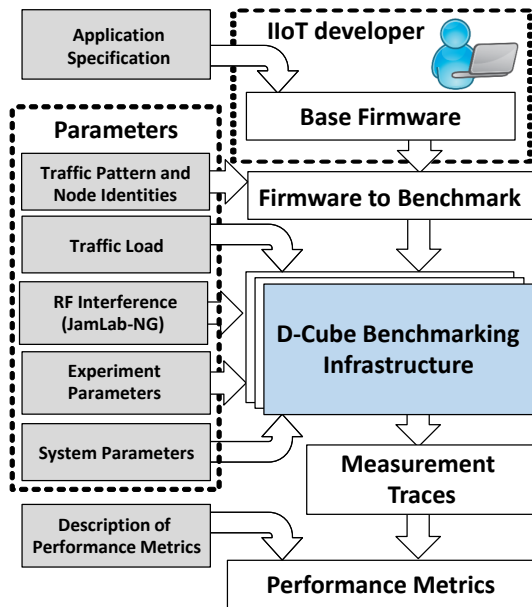 Application
Specification
IIoT developer
Base Firmware
Parameters
Traffic Pattern and
Node Identities
Firmware to Benchmark
Traffic Load
RF Interference
(JamLab-NG)
D-Cube Benchmarking
Infrastructure
Experiment
Parameters
System Parameters
Measurement
Traces
Description of
Performance Metrics
Performance Metrics